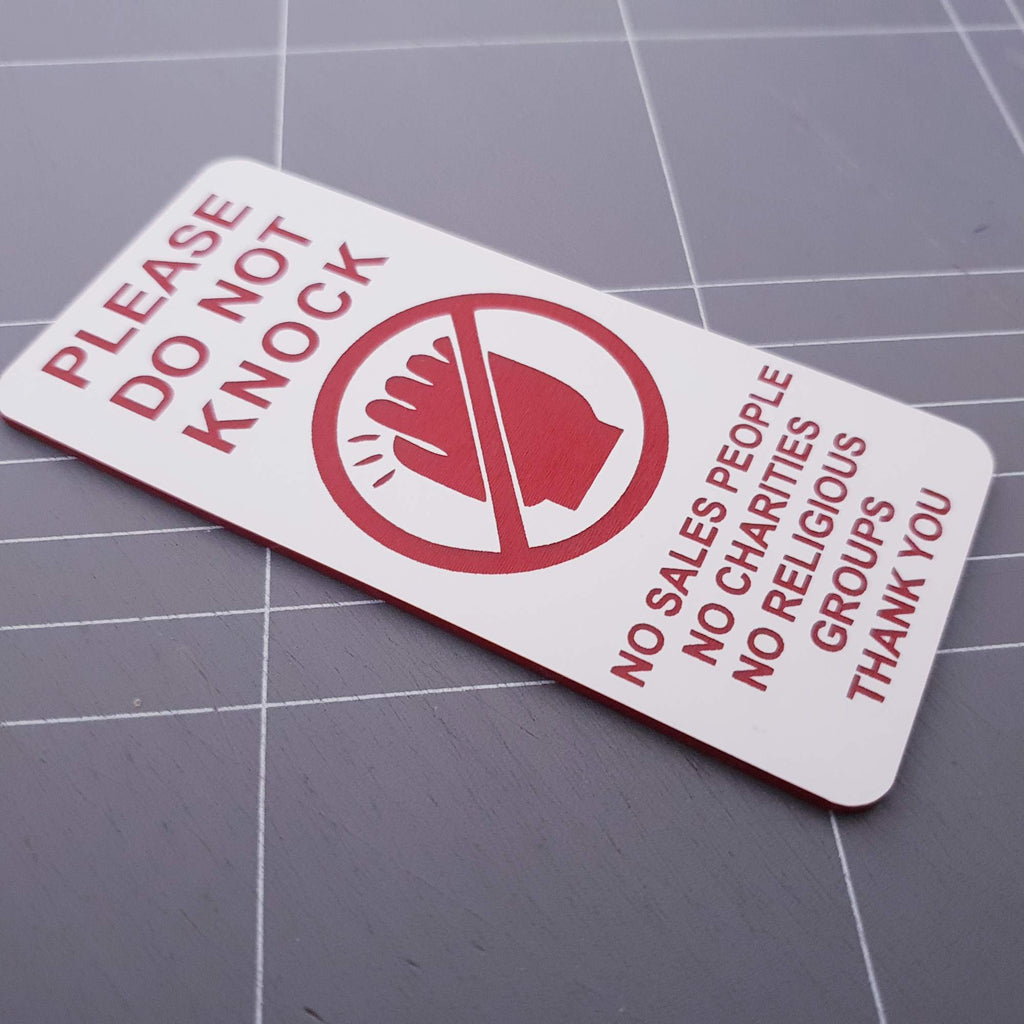 PLEASE
DO NOT
KNOCK
NO SALES PEOPLE
NO CHARITIES
NO RELIGIOUS
GROUPS
THANK YOU